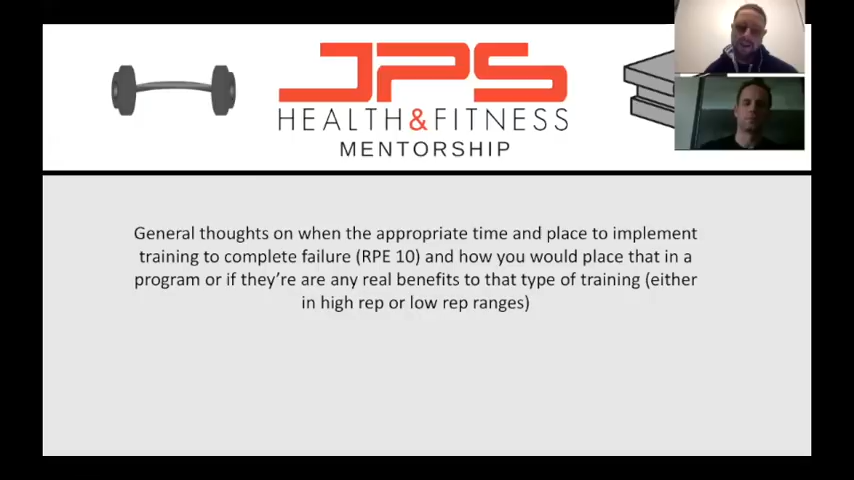 JPS
HEALTH&FITNESS
MENTORSHIP
General thoughts on when the appropriate time and place to implement
training to complete failure (RPE 10) and how you would place that in a
program or if they're are any real benefits to that type of training (either
in high rep or low rep ranges)